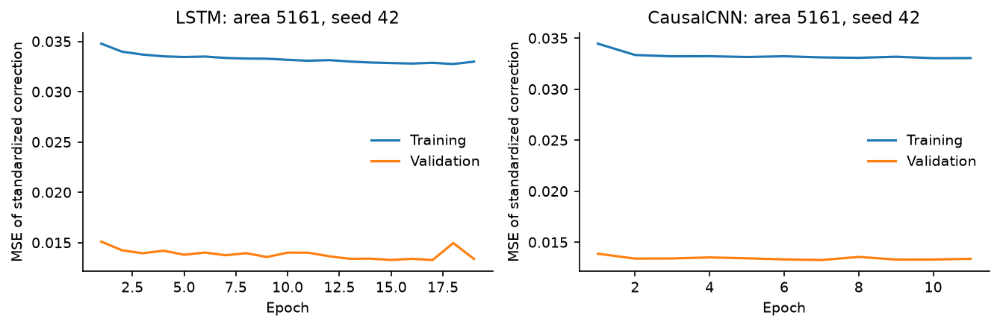 LSTM: area 5161, seed 42
MSE of standardized correction
0.035
0.030
0.025
0.020
0.015
Training
Validation
2.5 5.0 7.5 10.0 12.5 15.0 17.5
Epoch
CausalCNN: area 5161, seed 42
MSE of standardized correction
0.035
0.030
0.025
0.020
0.015
Training
Validation
2 4 6 8 10
Epoch